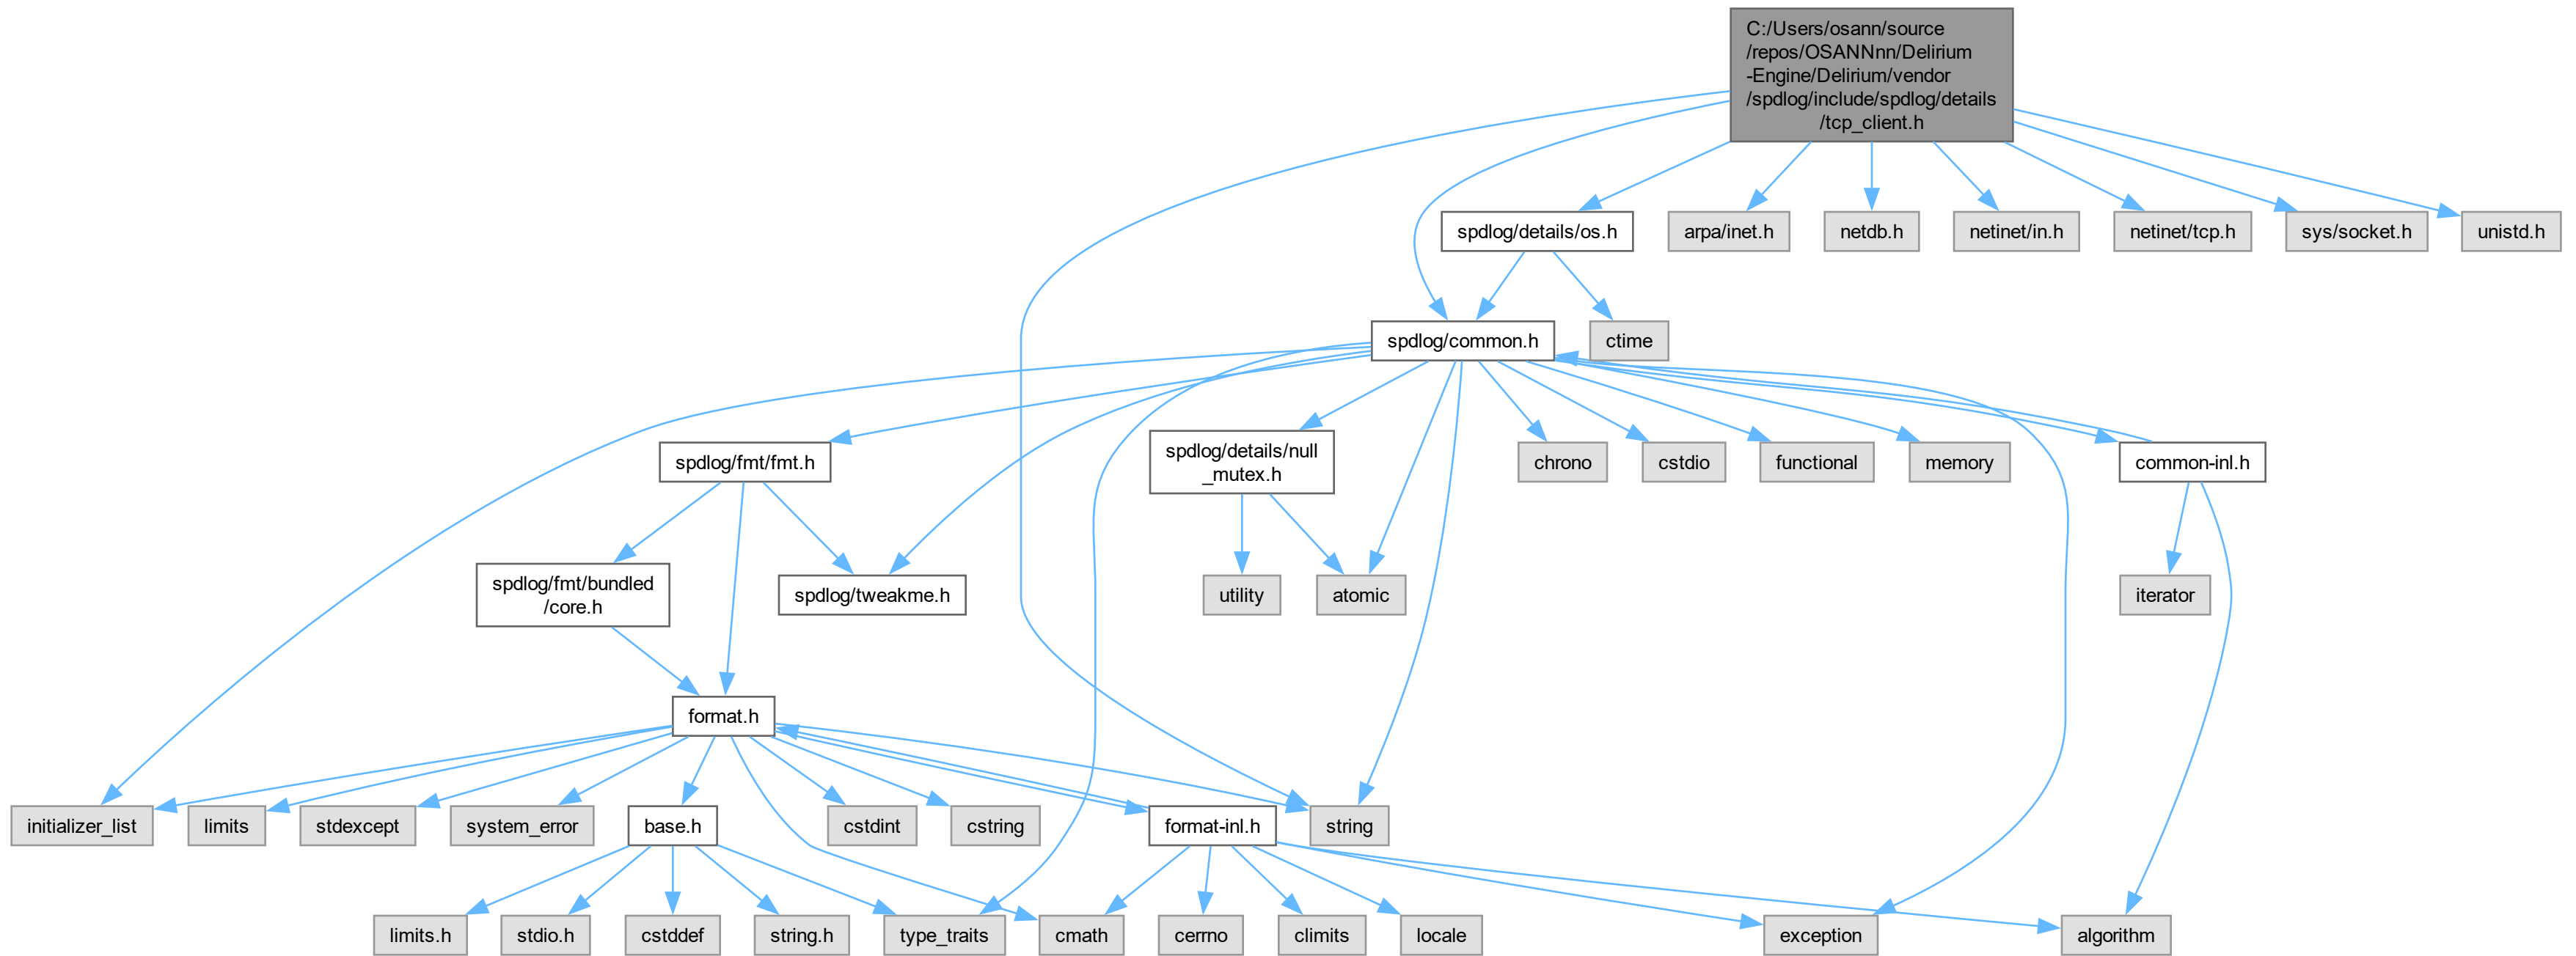 C:/Users/osann/source
/repos/OSANNnn/Delirium
-Engine/Delirium/vendor
/spdlog/include/spdlog/details
/tcp_client.h
spdlog/details/os.h
arpa/inet.h
netdb.h
netinet/in.h
netinet/tcp.h
sys/socket.h
unistd.h
spdlog/common.h
ctime
spdlog/fmt/fmt.h
spdlog/details/null
_mutex.h
chrono
cstdio
functional
memory
common-inl.h
spdlog/fmt/bundled
/core.h
spdlog/tweakme.h
utility
atomic
iterator
format.h
initializer_list
limits
stdexcept
system_error
base.h
cstdint
cstring
format-inl.h
string
limits.h
stdio.h
cstddef
string.h
type_traits
cmath
cerrno
climits
locale
exception
algorithm